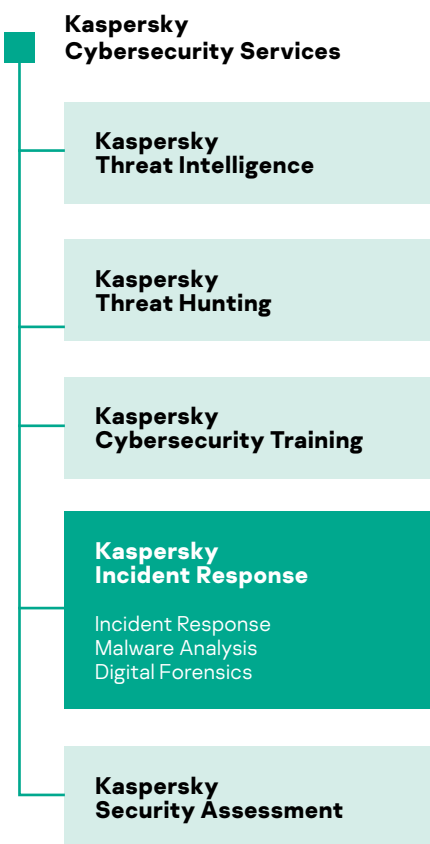 Kaspersky
Cybersecurity Services
Kaspersky
Threat Intelligence
Kaspersky
Threat Hunting
Kaspersky
Cybersecurity Training
Kaspersky
Incident Response
Incident Response
Malware Analysis
Digital Forensics
Kaspersky
Security Assessment